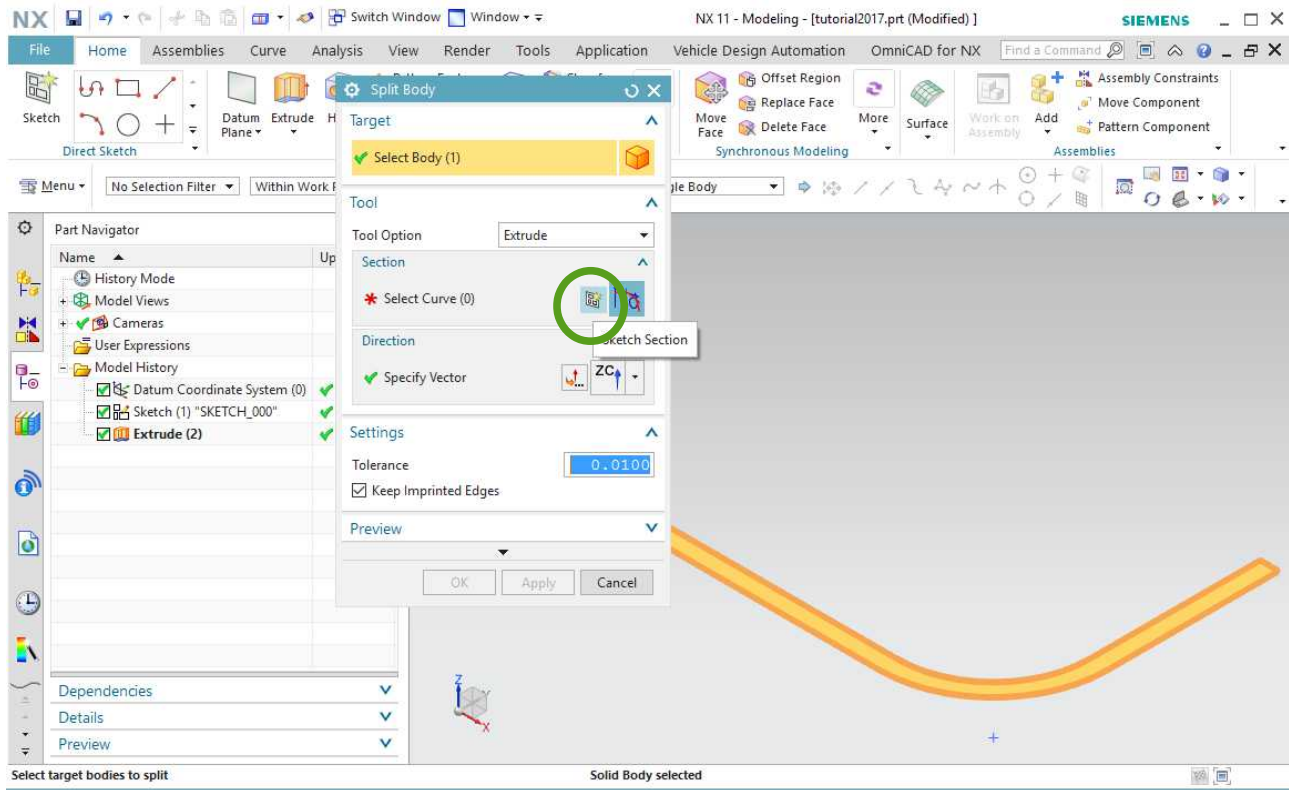 NX Switch Window Window NX 11 - Modeling - [tutorial2017.prt (Modified) ] SIEMENS
File Home Assemblies Curve Analysis View Render Tools Application Vehicle Design Automation OmniCAD for NX Find a Command
Sketch
Direct Sketch
Datum Plane
Extrude
Move Face
Offset Region
Replace Face
Delete Face
More
Synchronous Modeling
Surface
Work on Assembly
Add
Assembly Constraints
Move Component
Pattern Component
Assemblies
Menu No Selection Filter Within Work
Body
Part Navigator
Name Up
History Mode
+ Model Views
+ Cameras
User Expressions
- Model History
Datum Coordinate System (0)
Sketch (1) "SKETCH_000"
Extrude (2)
Dependencies
Details
Preview
Split Body
Target
Select Body (1)
Tool
Tool Option Extrude
Section
* Select Curve (0)
Sketch Section
Direction
Specify Vector ZC
Settings
Tolerance 0.0100
Keep Imprinted Edges
Preview
OK Apply Cancel
Z
Y
X
Select target bodies to split Solid Body selected